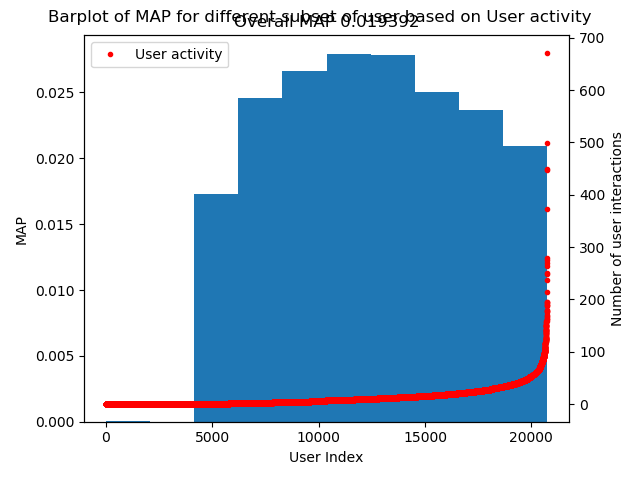 Barplot of MAP for different subset of user based on User activity
Overall MAP 0.019392
User activity
MAP
0.025
0.020
0.015
0.010
0.005
0.000
700
600
500
400
300
200
100
0
Number of user interactions
0 5000 10000 15000 20000
User Index